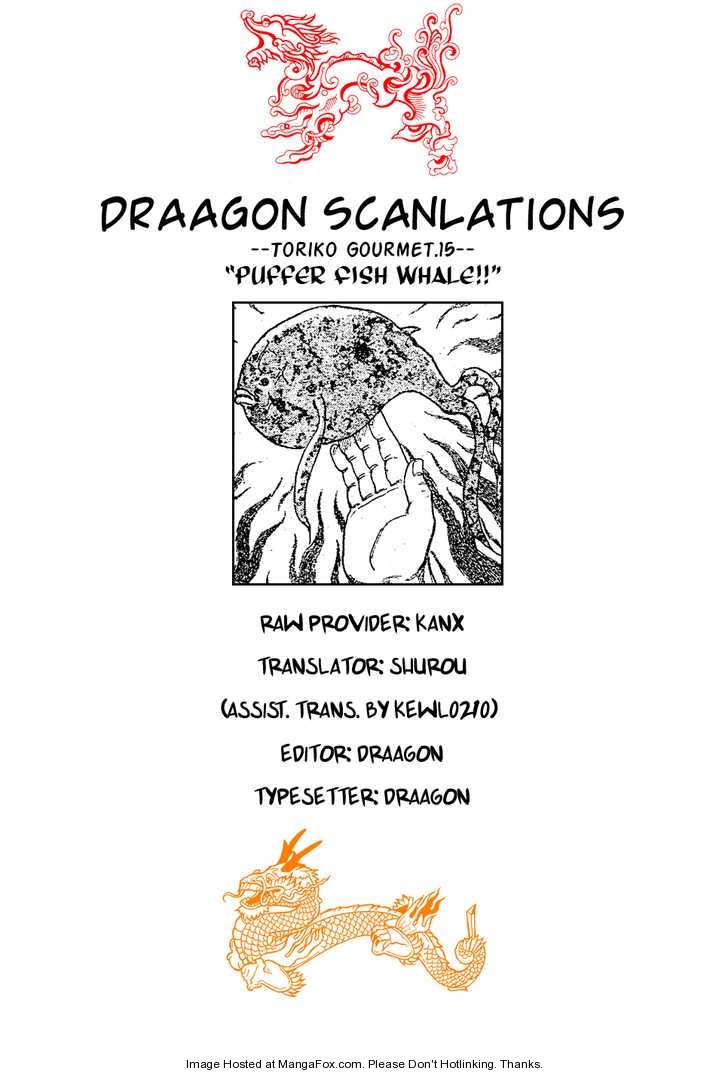 DRAAGON SCANLATIONS
--TORIKO GOURMET.15--
"PUFFER FISH WHALE!!"
RAW PROVIDER: KANX
TRANSLATOR: SHUROU
(ASSIST. TRANS. BY KEWL0210)
EDITOR: DRAAGON
TYPESETTER: DRAAGON
Image Hosted at MangaFox.com. Please Don't Hotlinking. Thanks.